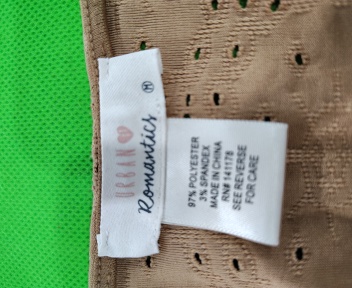 URBAN
Romantics
M
97% POLYESTER
3% SPANDEX
MADE IN CHINA
RN# 141178
SEE REVERSE
FOR CARE